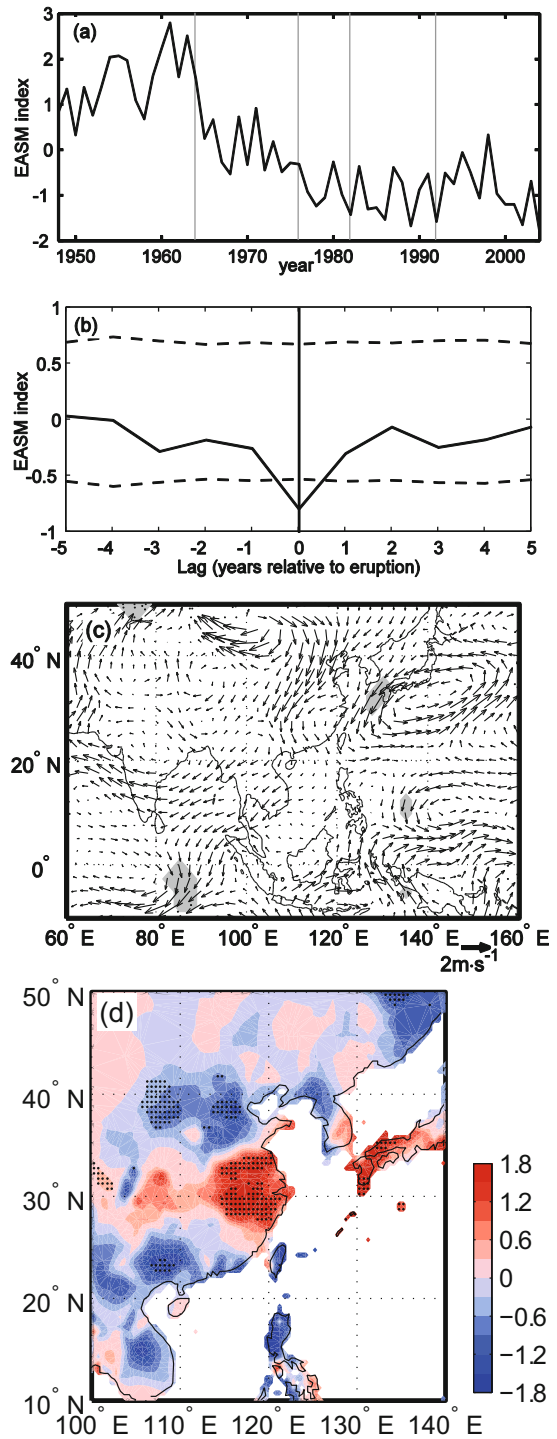 (a)
EASM index
3
2
1
0
-1
-2
1950 1960 1970 1980 1990 2000
year
(b)
EASM index
1
0.5
0
-0.5
-1
-5 -4 -3 -2 -1 0 1 2 3 4 5
Lag (years relative to eruption)
(c)
40° N
20° N
0°
60° E 80° E 100° E 120° E 140° E 160° E
2m·s⁻¹
(d)
50° N
40° N
30° N
20° N
10° N
100° E 110° E 120° E 130° E 140° E
1.8
1.2
0.6
0
-0.6
-1.2
-1.8